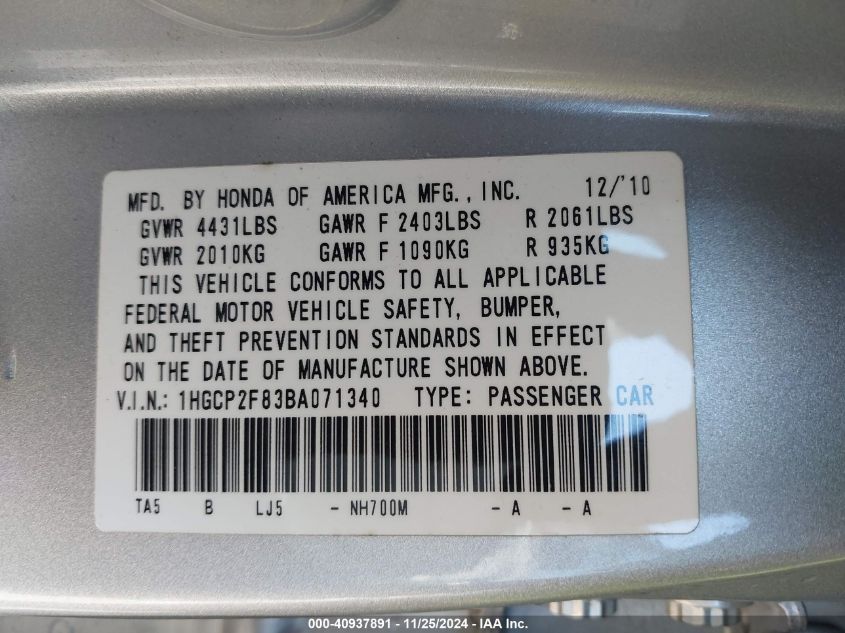 MFD. BY HONDA OF AMERICA MFG., INC. 12/'10
GVWR 4431LBS GAWR F 2403LBS R 2061LBS
GVWR 2010KG GAWR F 1090KG R 935KG
THIS VEHICLE CONFORMS TO ALL APPLICABLE
FEDERAL MOTOR VEHICLE SAFETY, BUMPER,
AND THEFT PREVENTION STANDARDS IN EFFECT
ON THE DATE OF MANUFACTURE SHOWN ABOVE.
V.I.N.: 1HGCP2F83BA071340 TYPE: PASSENGER CAR
TA5 B LJ5 - NH700M - A - A
000-40937891 - 11/25/2024 - IAA Inc.